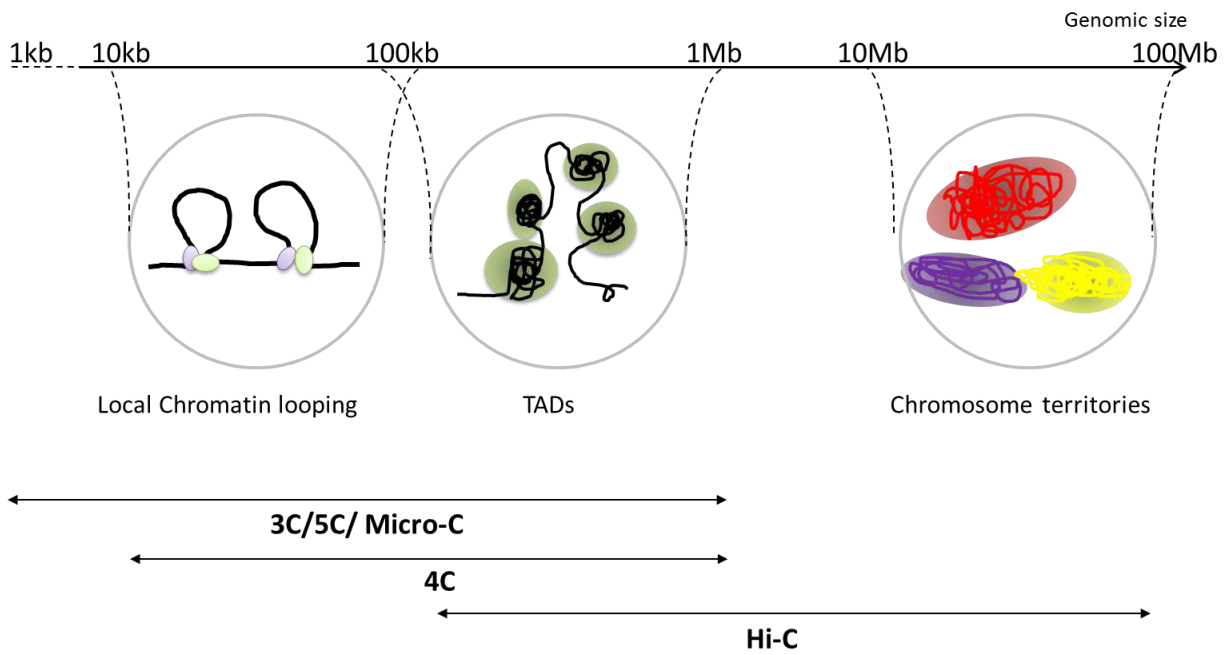 Genomic size
1kb 10kb 100kb 1Mb 10Mb 100Mb
Local Chromatin looping TADs Chromosome territories
3C/5C/ Micro-C
4C
Hi-C